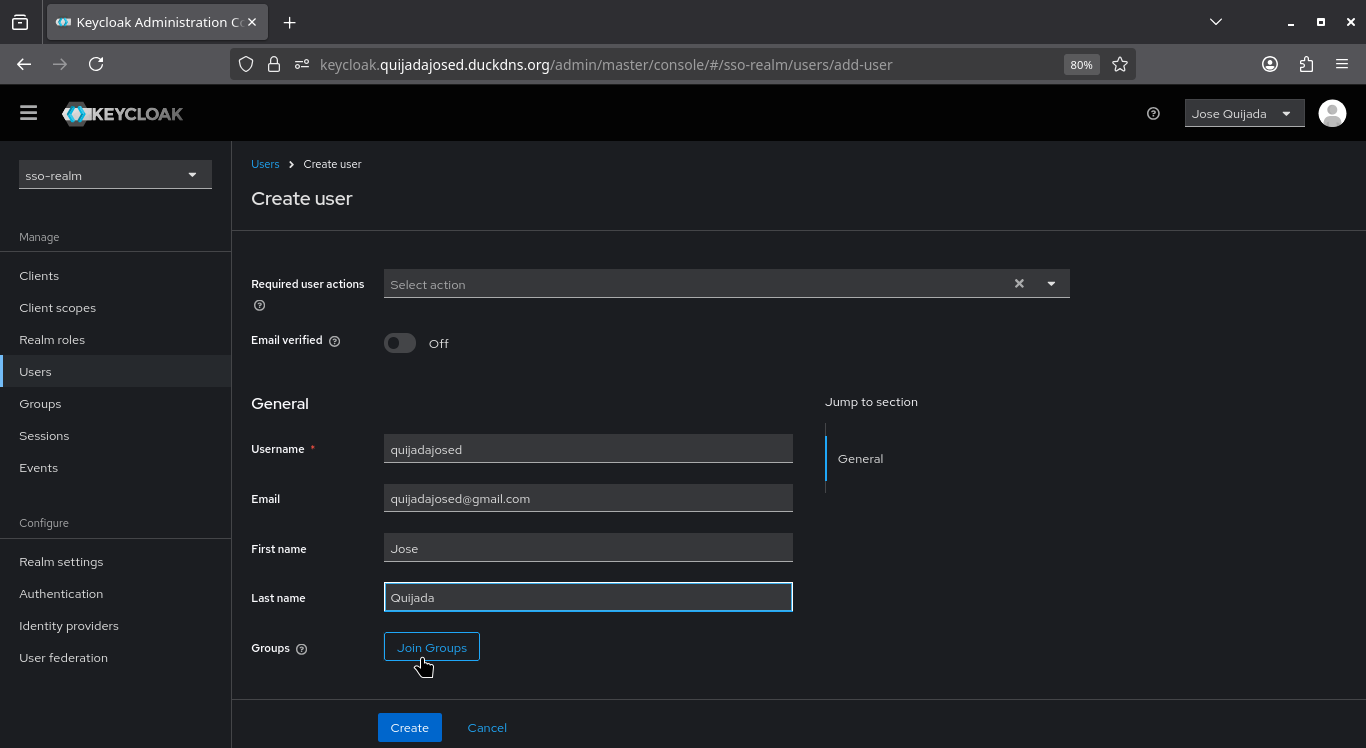 Keycloak Administration Co
keycloak.quijadajosed.duckdns.org/admin/master/console/#/sso-realm/users/add-user
80%
KEYCLOAK
Jose Quijada
sso-realm
Manage
Clients
Client scopes
Realm roles
Users
Groups
Sessions
Events
Configure
Realm settings
Authentication
Identity providers
User federation
Users > Create user
Create user
Required user actions
Select action
Email verified
Off
General
Username *
quijadajosed
Email
quijadajosed@gmail.com
First name
Jose
Last name
Quijada
Groups
Join Groups
Jump to section
General
Create
Cancel